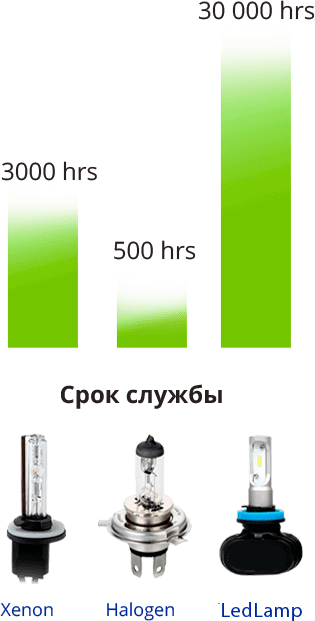 30 000 hrs
3000 hrs
500 hrs
Срок службы
Xenon
Halogen
LedLamp